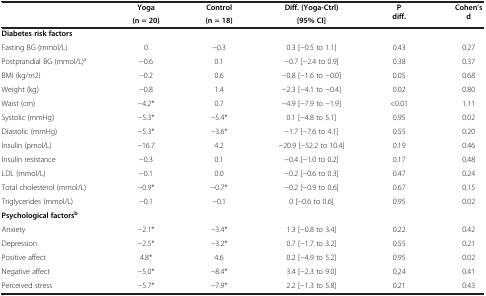 Yoga Control Diff. (Yoga-Ctrl) P diff. Cohen's d
(n = 20) (n = 18) [95% CI]
Diabetes risk factors
Fasting BG (mmol/L) 0 −0.3 0.3 [−0.5 to 1.1] 0.43 0.27
Postprandial BG (mmol/L)a −0.6 0.1 −0.7 [−2.4 to 0.9] 0.38 0.37
BMI (kg/m2) −0.2 0.6 −0.8 [−1.6 to −0.0] 0.05 0.68
Weight (kg) −0.8 1.4 −2.3 [−4.1 to −0.4] 0.02 0.80
Waist (cm) −4.2* 0.7 −4.9 [−7.9 to −1.9] <0.01 1.11
Systolic (mmHg) −5.3* −5.4* 0.1 [−4.8 to 5.1] 0.95 0.02
Diastolic (mmHg) −5.3* −3.6* −1.7 [−7.6 to 4.1] 0.55 0.20
Insulin (pmol/L) −16.7 4.2 −20.9 [−52.2 to 10.4] 0.19 0.46
Insulin resistance −0.3 0.1 −0.4 [−1.0 to 0.2] 0.17 0.48
LDL (mmol/L) −0.1 0.0 −0.2 [−0.6 to 0.3] 0.47 0.24
Total cholesterol (mmol/L) −0.9* −0.7* −0.2 [−0.9 to 0.6] 0.67 0.15
Triglycerides (mmol/L) −0.1 −0.1 0 [−0.6 to 0.6] 0.95 0.02
Psychological factorsb
Anxiety −2.1* −3.4* 1.3 [−0.8 to 3.4] 0.22 0.42
Depression −2.5* −3.2* 0.7 [−1.7 to 3.2] 0.55 0.21
Positive affect 4.8* 4.6 0.2 [−4.9 to 5.2] 0.95 0.02
Negative affect −5.0* −8.4* 3.4 [−2.3 to 9.0] 0.24 0.41
Perceived stress −5.7* −7.9* 2.2 [−1.3 to 5.8] 0.21 0.43